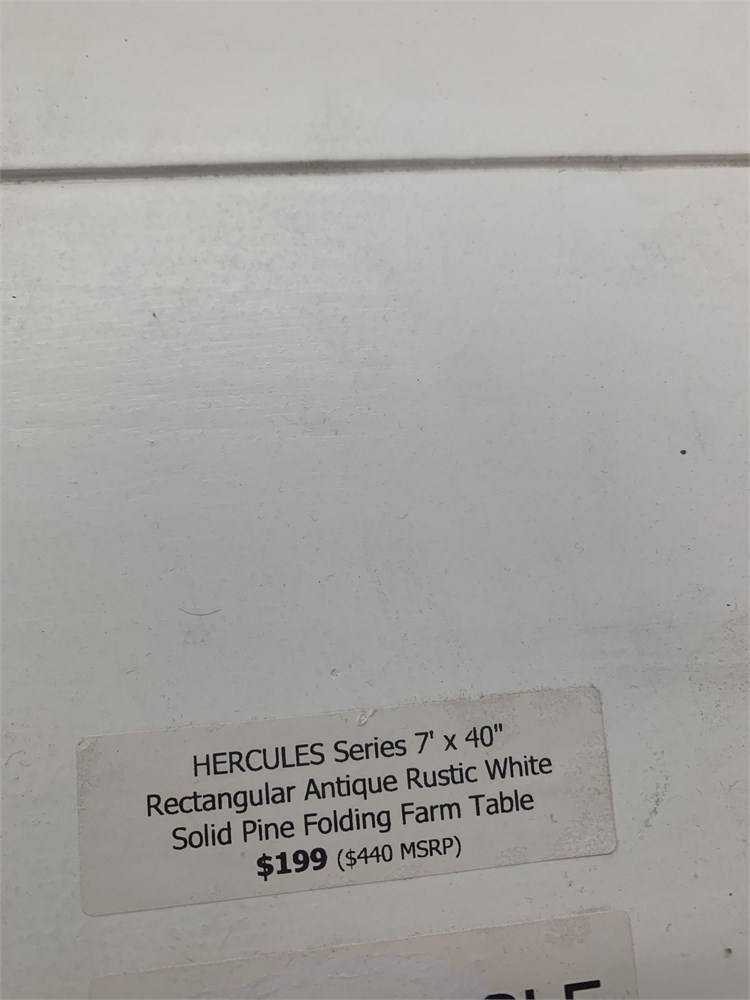 HERCULES Series 7' x 40"
Rectangular Antique Rustic White
Solid Pine Folding Farm Table
$199 ($440 MSRP)